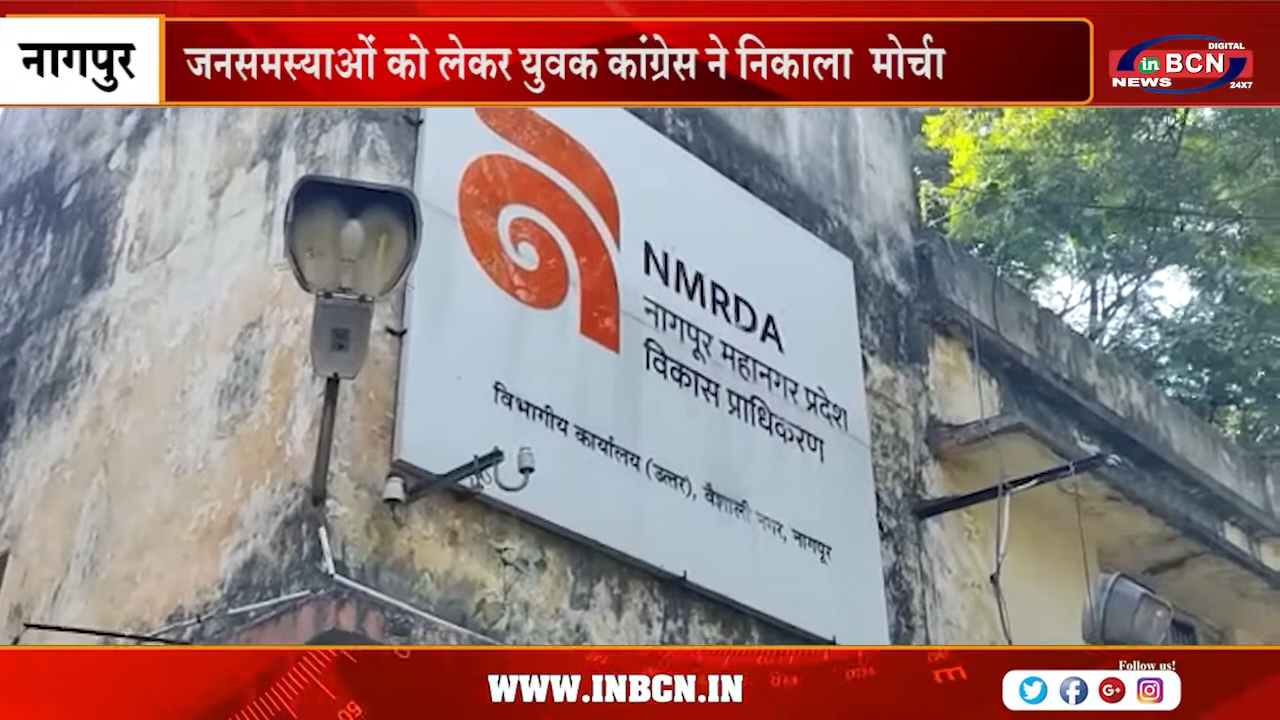 नागपुर
जनसमस्याओं को लेकर युवक कांग्रेस ने निकाला मोर्चा
DIGITAL
in BCN
NEWS
24X7
NMRDA
नागपूर महानगर प्रदेश
विकास प्राधिकरण
विभागीय कार्यालय (उत्तर), वैशाली नगर, नागपूर
Follow us!
WWW.INBCN.IN